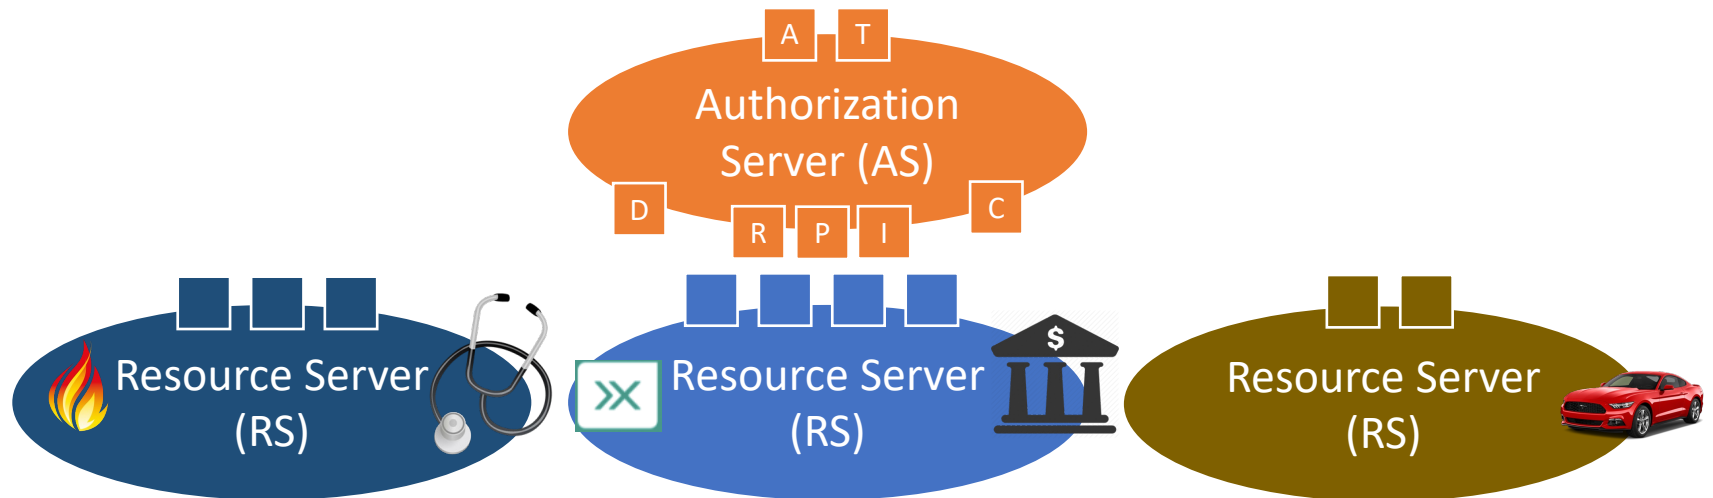 A T
Authorization
Server (AS)
D R P I C
$
Resource Server
(RS)
Resource Server
(RS)
Resource Server
(RS)